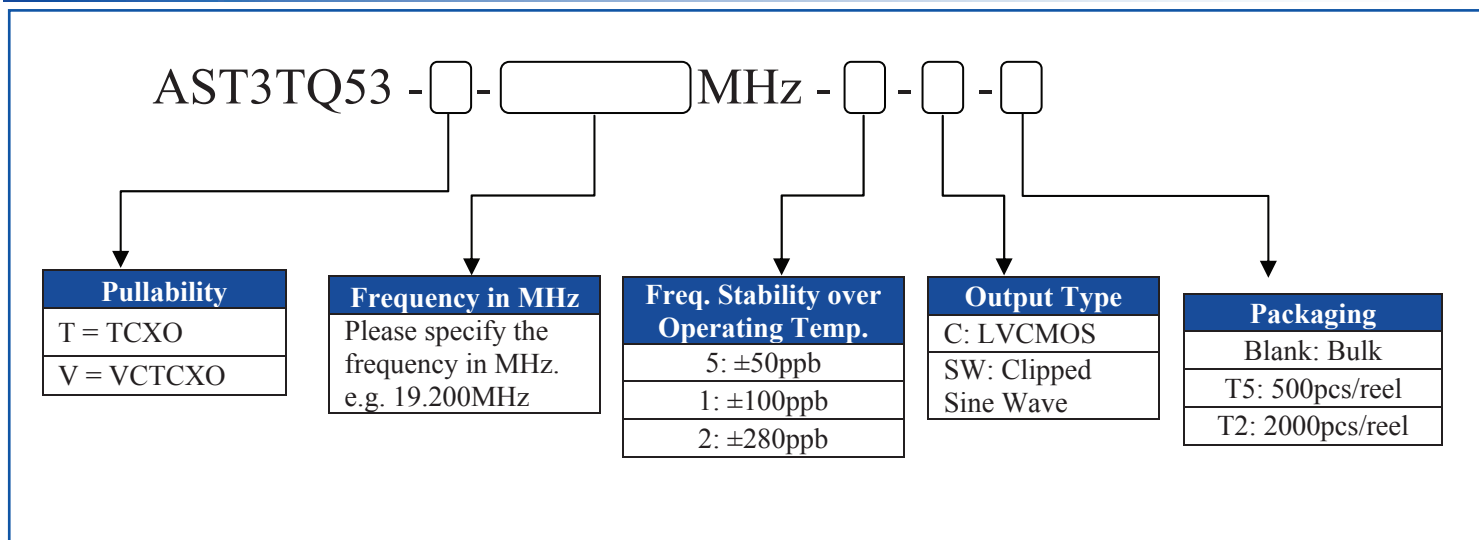 AST3TQ53 - - MHz - - -
Pullability
T = TCXO
V = VCTCXO
Frequency in MHz
Please specify the
frequency in MHz.
e.g. 19.200MHz
Freq. Stability over
Operating Temp.
5: ±50ppb
1: ±100ppb
2: ±280ppb
Output Type
C: LVCMOS
SW: Clipped
Sine Wave
Packaging
Blank: Bulk
T5: 500pcs/reel
T2: 2000pcs/reel